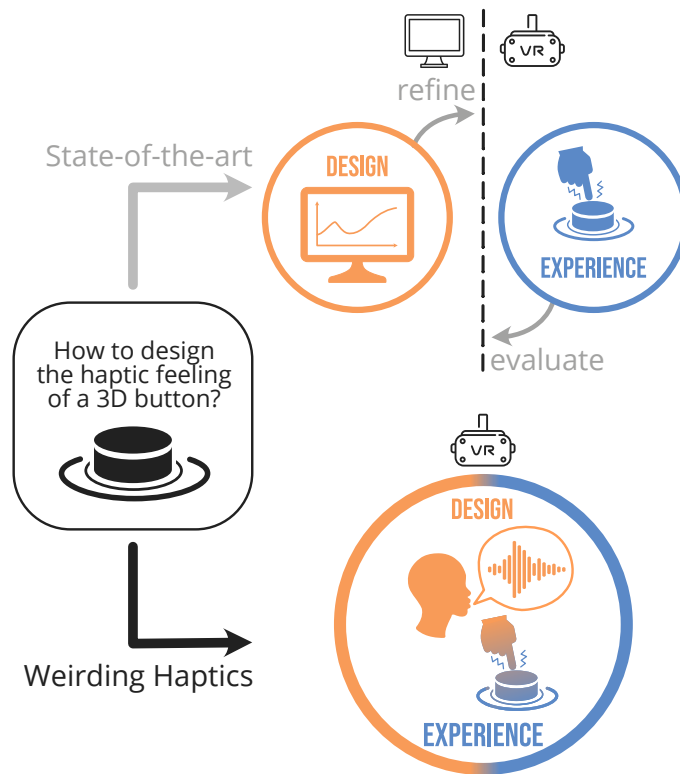 VR
refine
State-of-the-art
DESIGN
EXPERIENCE
How to design
the haptic feeling
of a 3D button?
evaluate
VR
DESIGN
Weirding Haptics
EXPERIENCE